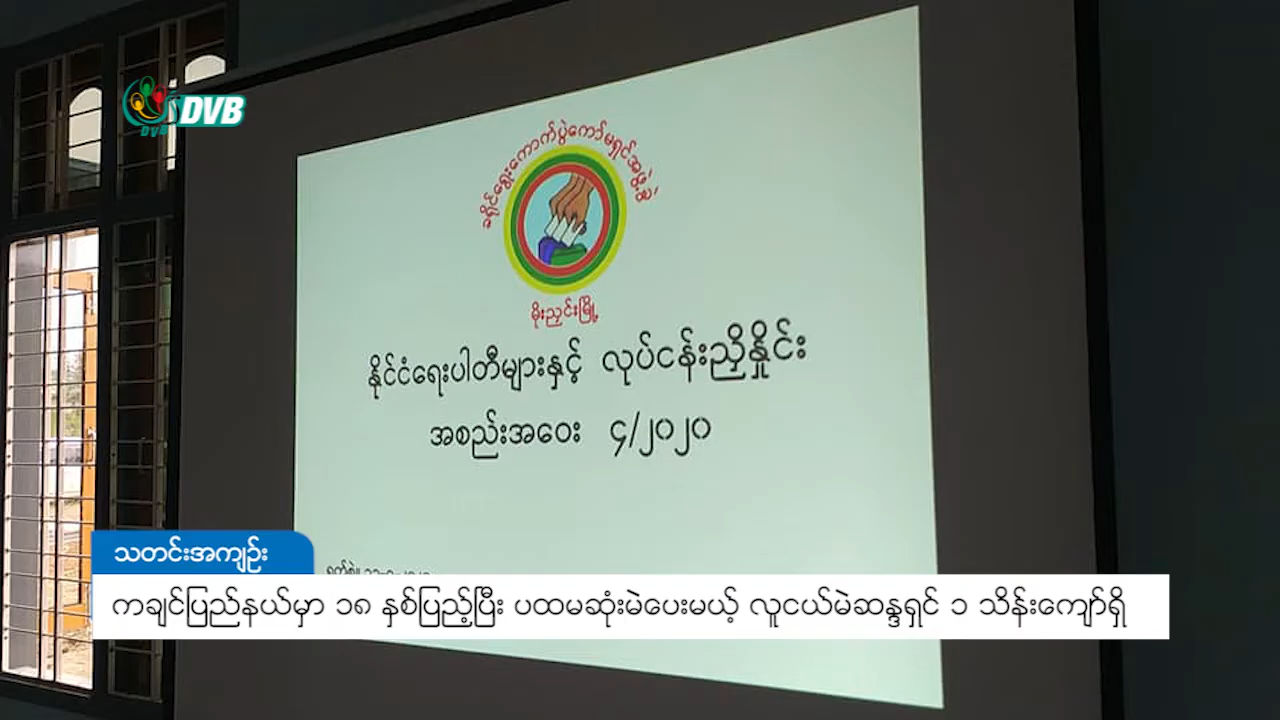 DVB
DVB
ခရိုင်ရွေးကောက်ပွဲကော်မရှင်အဖွဲ့ခွဲ
မိုးညှင်းမြို့
နိုင်ငံရေးပါတီများနှင့် လုပ်ငန်းညှိနှိုင်း
အစည်းအဝေး ၄/၂၀၂၀
သတင်းအကျဉ်း
ကချင်ပြည်နယ်မှာ ၁၈ နှစ်ပြည့်ပြီး ပထမဆုံးမဲပေးမယ့် လူငယ်မဲဆန္ဒရှင် ၁ သိန်းကျော်ရှိ